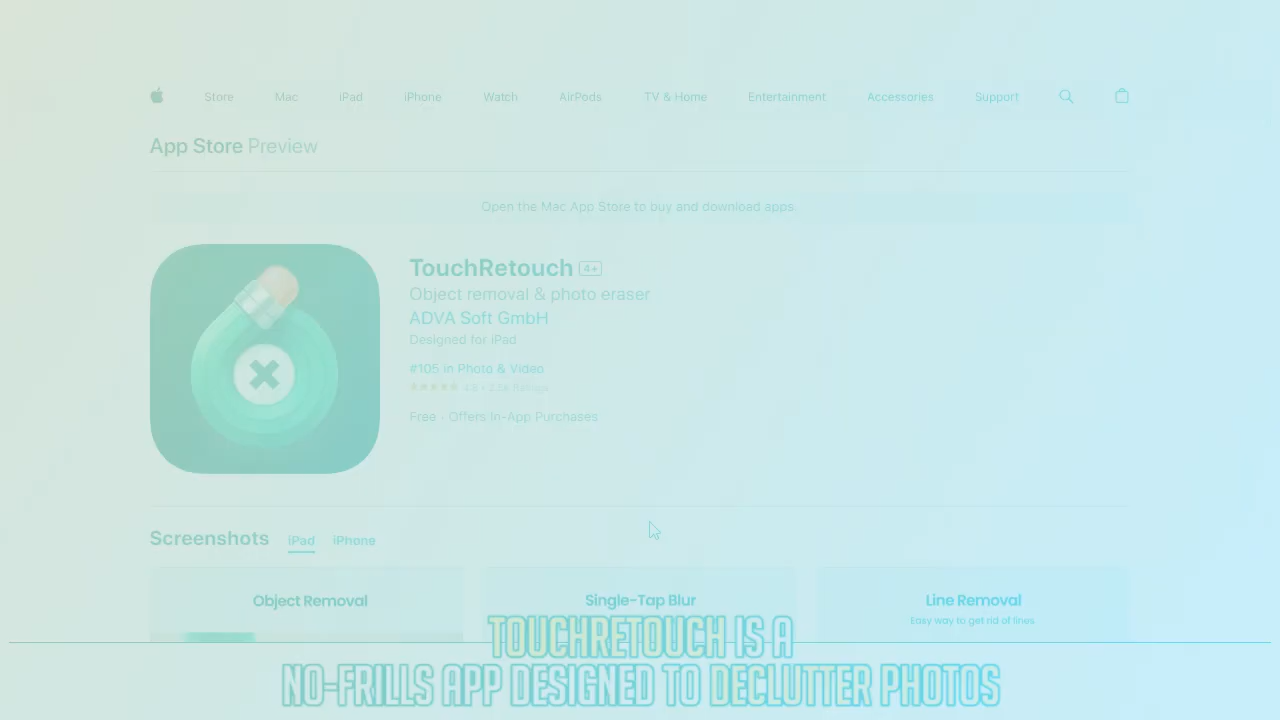 Store Mac iPad iPhone Watch AirPods TV & Home Entertainment Accessories Support
App Store Preview
Open the Mac App Store to buy and download apps.
TouchRetouch 4+
Object removal & photo eraser
ADVA Soft GmbH
Designed for iPad
#105 in Photo & Video
Free · Offers In-App Purchases
Screenshots iPad iPhone
Object Removal Single-Tap Blur Line Removal
Easy way to get rid of lines
TOUCHRETOUCH IS A
NO-FRILLS APP DESIGNED TO DECLUTTER PHOTOS